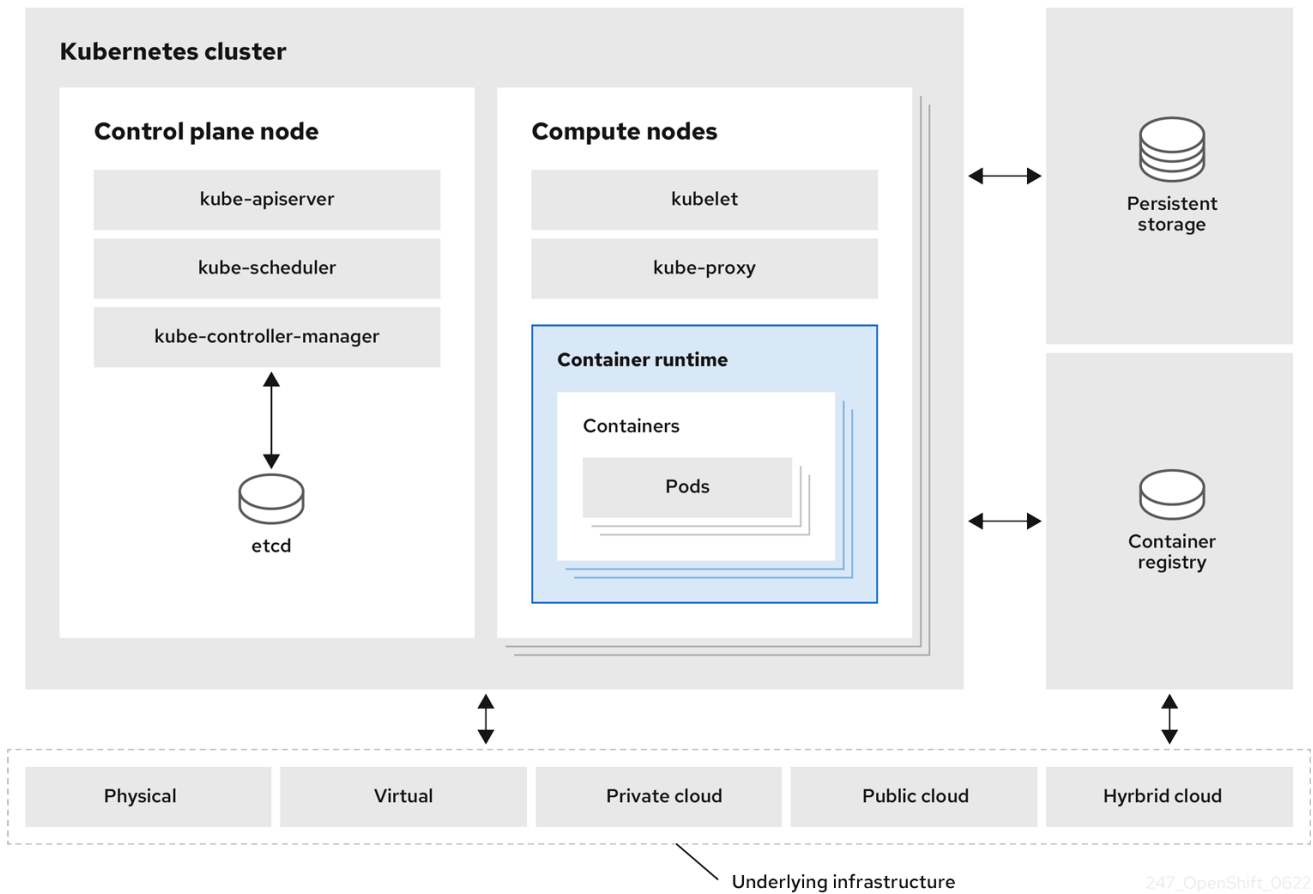 Kubernetes cluster
Control plane node
kube-apiserver
kube-scheduler
kube-controller-manager
etcd
Compute nodes
kubelet
kube-proxy
Container runtime
Containers
Pods
Persistent
storage
Container
registry
Physical
Virtual
Private cloud
Public cloud
Hyrbrid cloud
Underlying infrastructure
247_OpenShift_0622